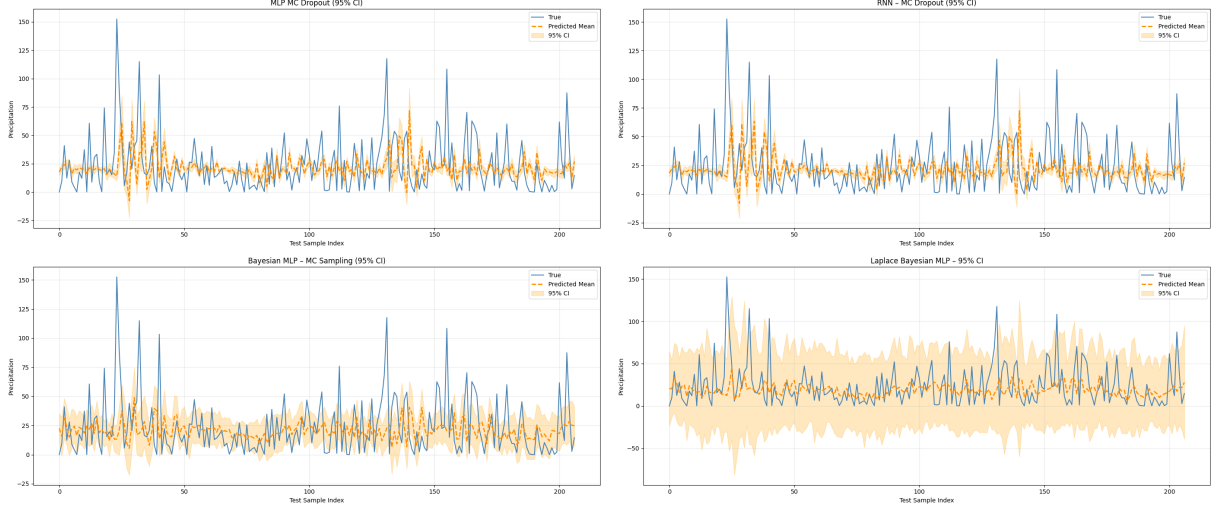 MLP MC Dropout (95% CI)
True
Predicted Mean
95% CI
Precipitation
150
125
100
75
50
25
0
−25
0
50
100
150
200
Test Sample Index
RNN – MC Dropout (95% CI)
True
Predicted Mean
95% CI
Precipitation
150
125
100
75
50
25
0
−25
0
50
100
150
200
Test Sample Index
Bayesian MLP – MC Sampling (95% CI)
True
Predicted Mean
95% CI
Precipitation
150
125
100
75
50
25
0
−25
0
50
100
150
200
Test Sample Index
Laplace Bayesian MLP – 95% CI
True
Predicted Mean
95% CI
Precipitation
150
100
50
0
−50
0
50
100
150
200
Test Sample Index